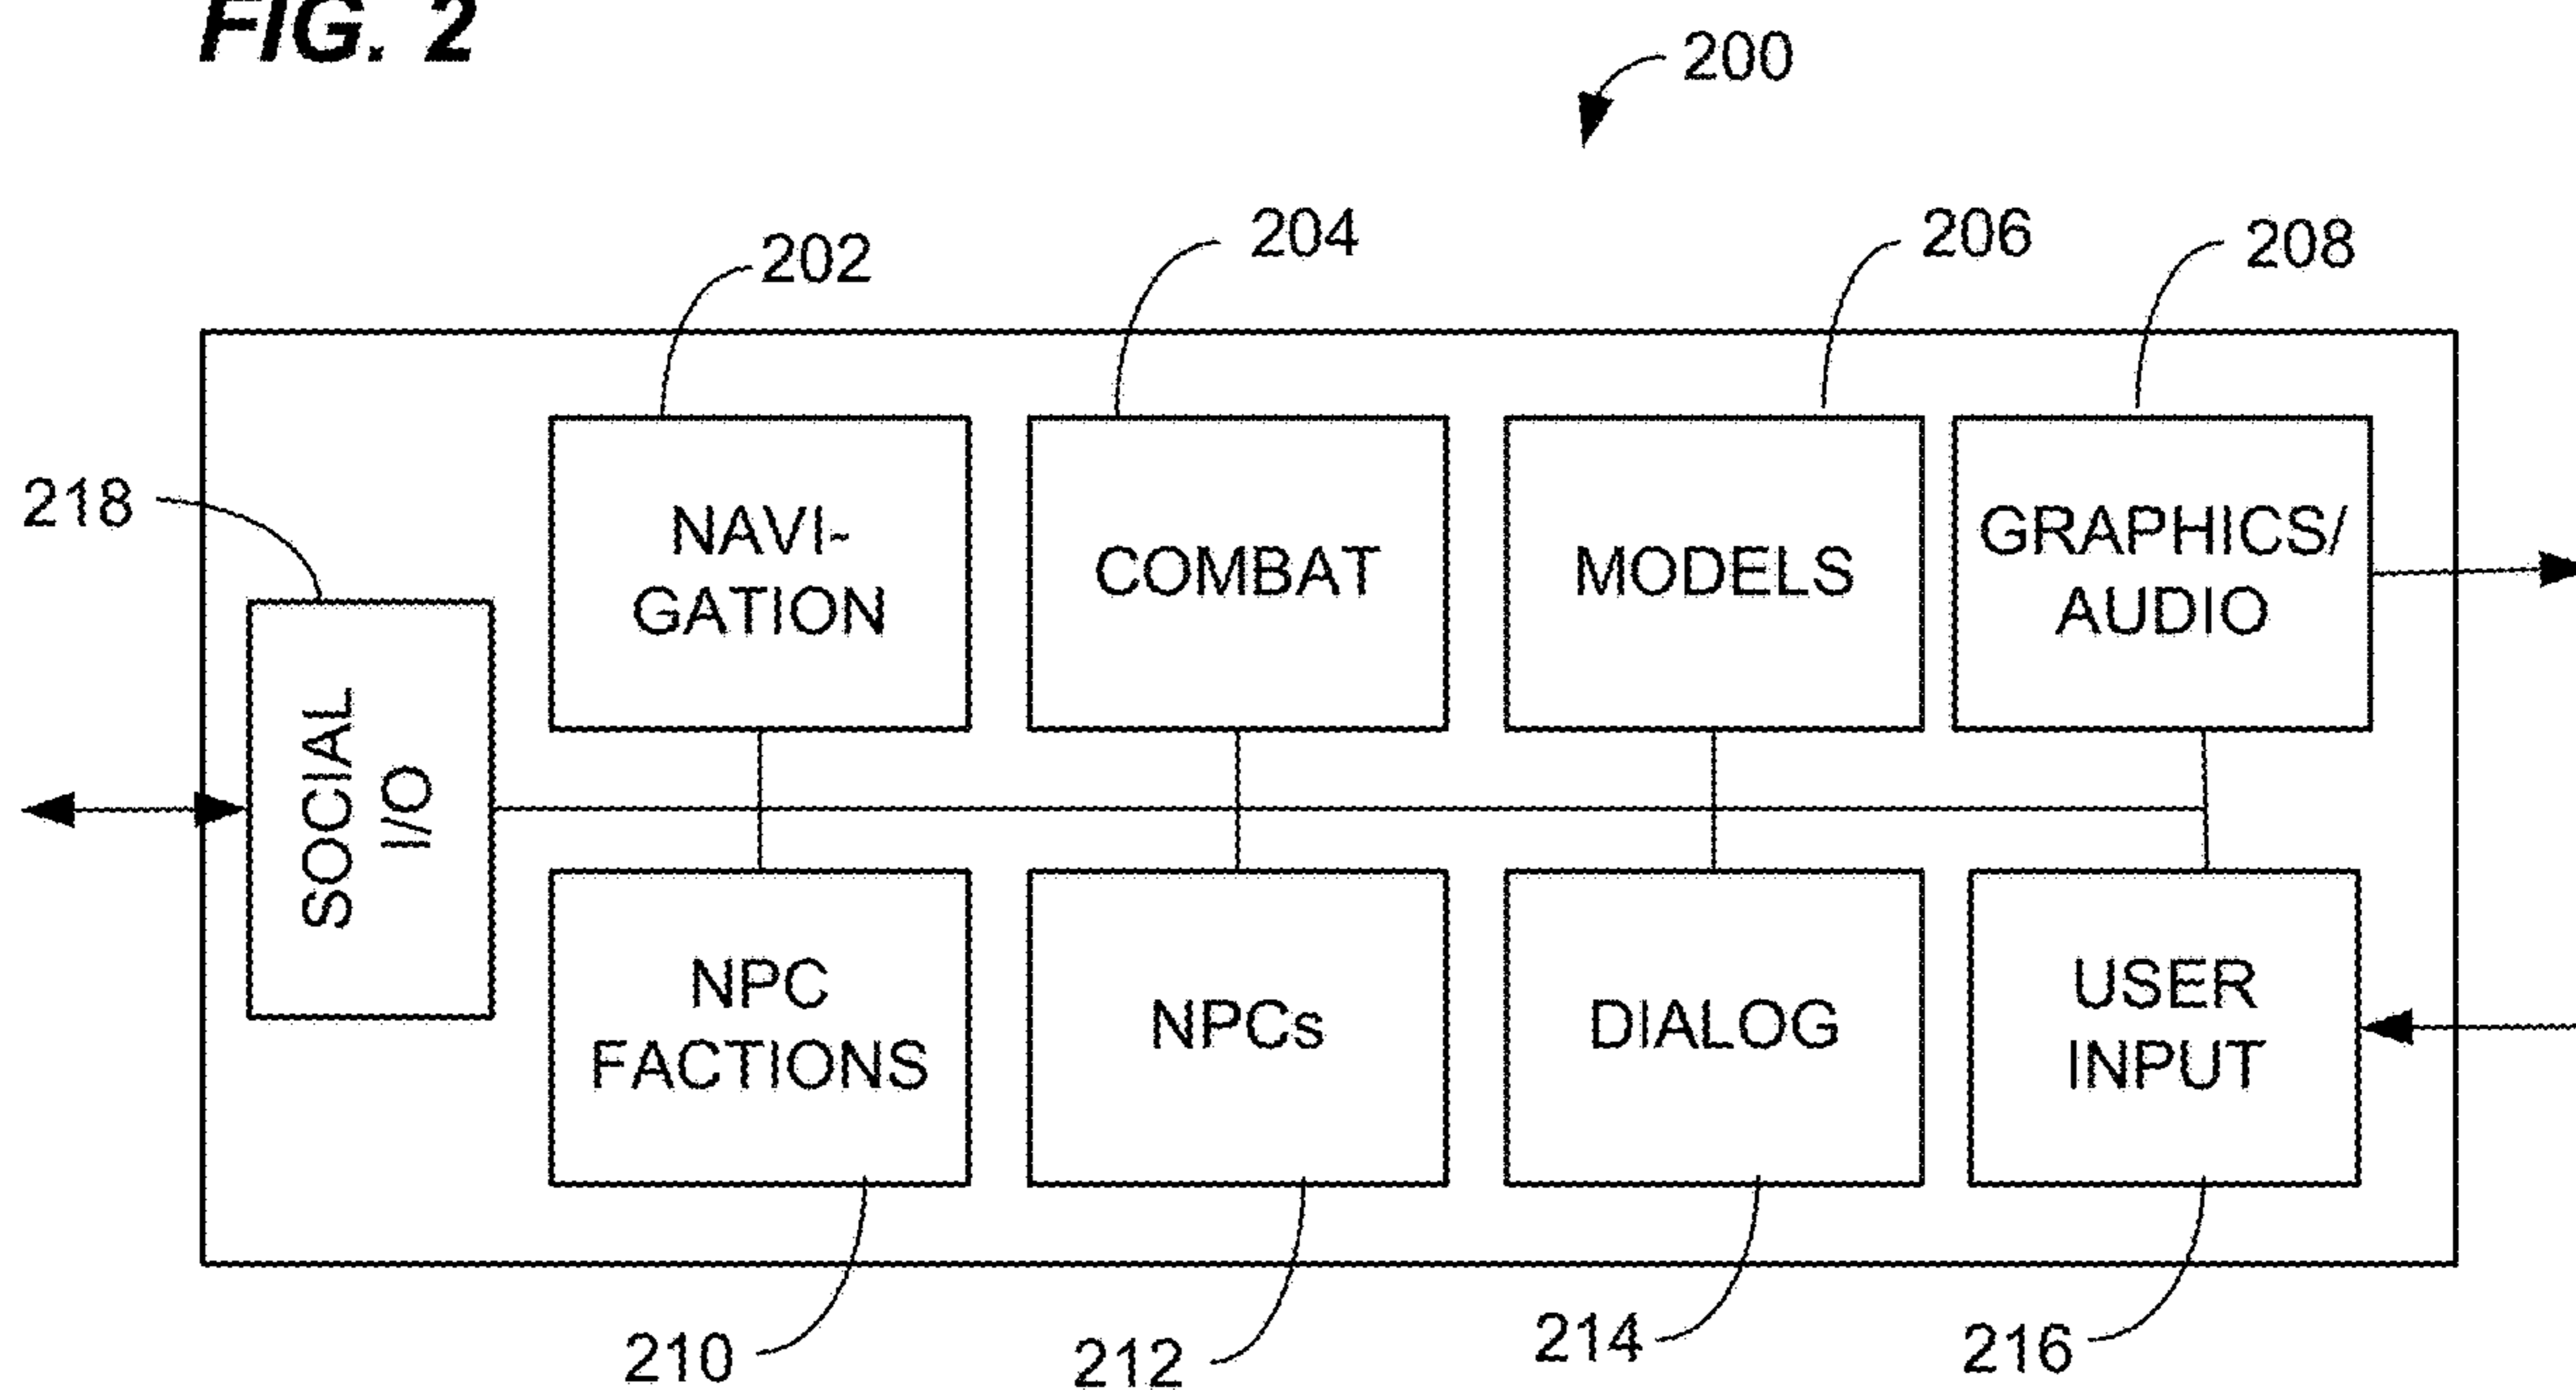 FIG. 2
200
202
204
206
208
218
NAVI-
GATION
COMBAT
MODELS
GRAPHICS/
AUDIO
SOCIAL
I/O
NPC
FACTIONS
NPCs
DIALOG
USER
INPUT
210
212
214
216